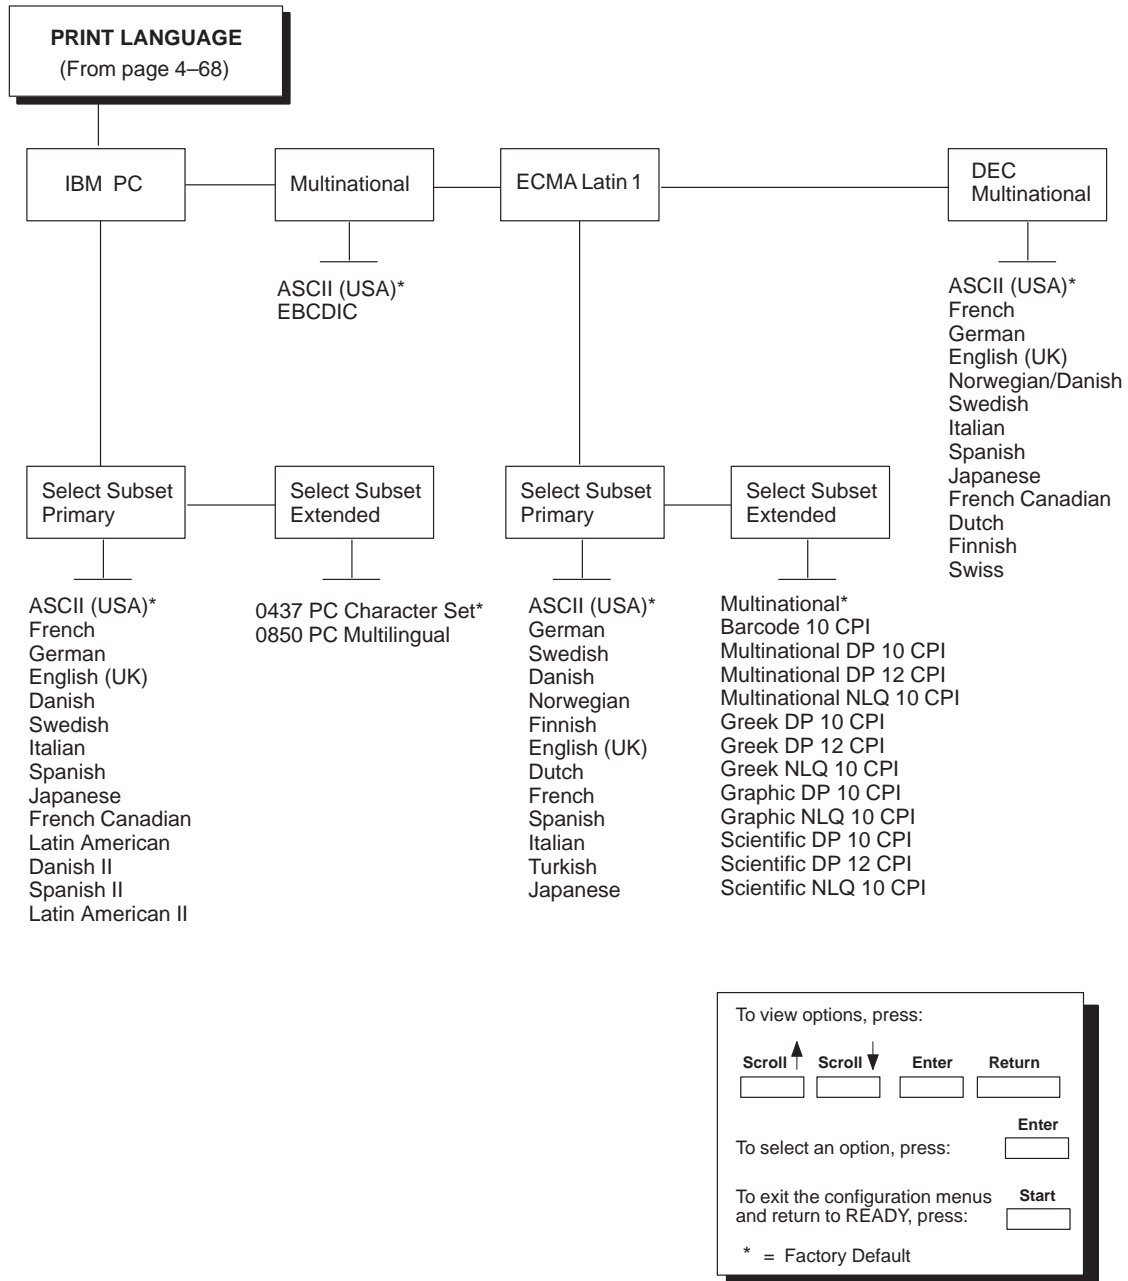 PRINT LANGUAGE
(From page 4–68)
IBM PC
Multinational
ECMA Latin 1
DEC
Multinational
ASCII (USA)*
EBCDIC
ASCII (USA)*
French
German
English (UK)
Norwegian/Danish
Swedish
Italian
Spanish
Japanese
French Canadian
Dutch
Finnish
Swiss
Select Subset
Primary
Select Subset
Extended
Select Subset
Primary
Select Subset
Extended
ASCII (USA)*
French
German
English (UK)
Danish
Swedish
Italian
Spanish
Japanese
French Canadian
Latin American
Danish II
Spanish II
Latin American II
0437 PC Character Set*
0850 PC Multilingual
ASCII (USA)*
German
Swedish
Danish
Norwegian
Finnish
English (UK)
Dutch
French
Spanish
Italian
Turkish
Japanese
Multinational*
Barcode 10 CPI
Multinational DP 10 CPI
Multinational DP 12 CPI
Multinational NLQ 10 CPI
Greek DP 10 CPI
Greek DP 12 CPI
Greek NLQ 10 CPI
Graphic DP 10 CPI
Graphic NLQ 10 CPI
Scientific DP 10 CPI
Scientific DP 12 CPI
Scientific NLQ 10 CPI
To view options, press:
Scroll Scroll Enter Return
Enter
To select an option, press:
To exit the configuration menus Start
and return to READY, press:
* = Factory Default